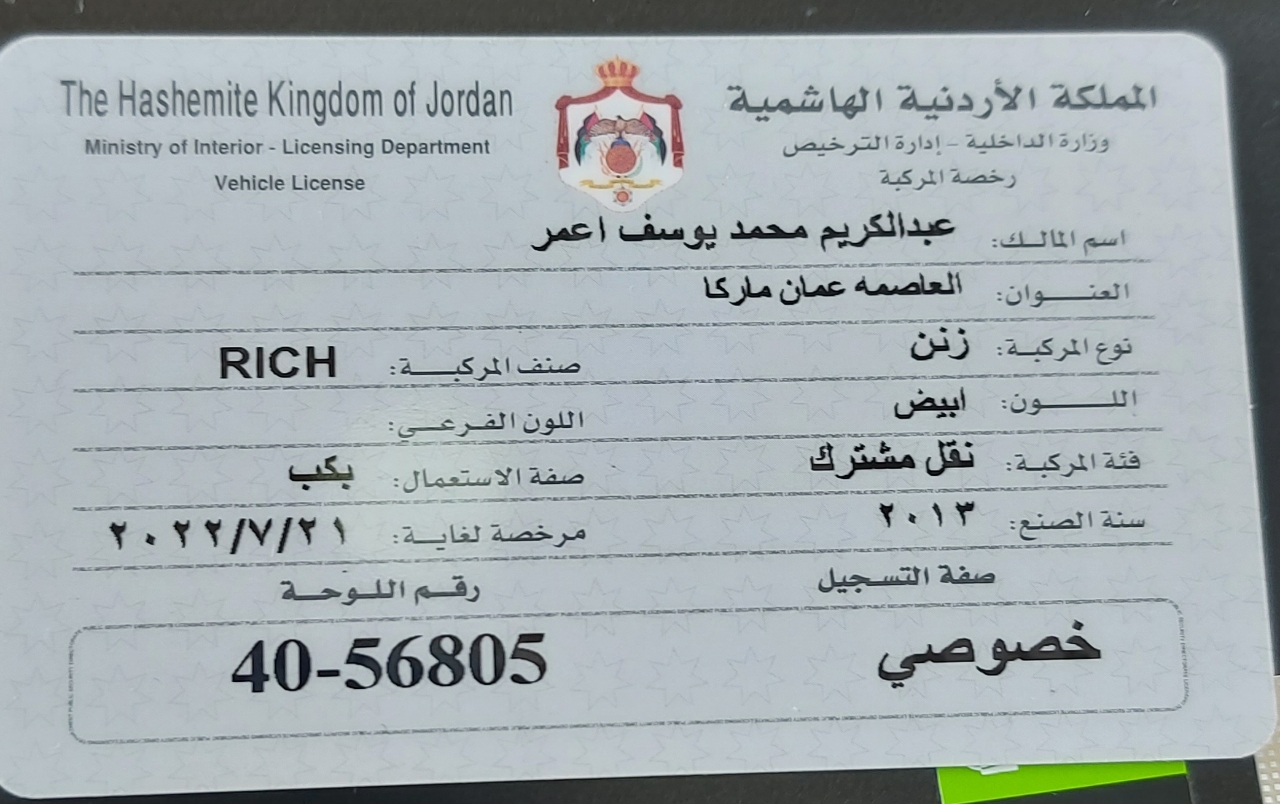 The Hashemite Kingdom of Jordan
Ministry of Interior - Licensing Department
Vehicle License
المملكة الأردنية الهاشمية
وزارة الداخلية - إدارة الترخيص
رخصة المركبة
اسم المالك: عبدالكريم محمد يوسف اعمر
العنوان: العاصمه عمان ماركا
نوع المركبة: زنن صنف المركبة: RICH
اللون: ابيض اللون الفرعي:
فئة المركبة: نقل مشترك صفة الاستعمال: بكب
سنة الصنع: ٢٠١٣ مرخصة لغاية: ٢٠٢٢/٧/٢١
صفة التسجيل رقم اللوحة
خصوصي 40-56805